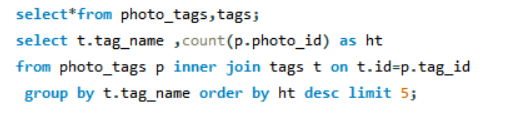 select*from photo_tags,tags;
select t.tag_name ,count(p.photo_id) as ht
from photo_tags p inner join tags t on t.id=p.tag_id
group by t.tag_name order by ht desc limit 5;